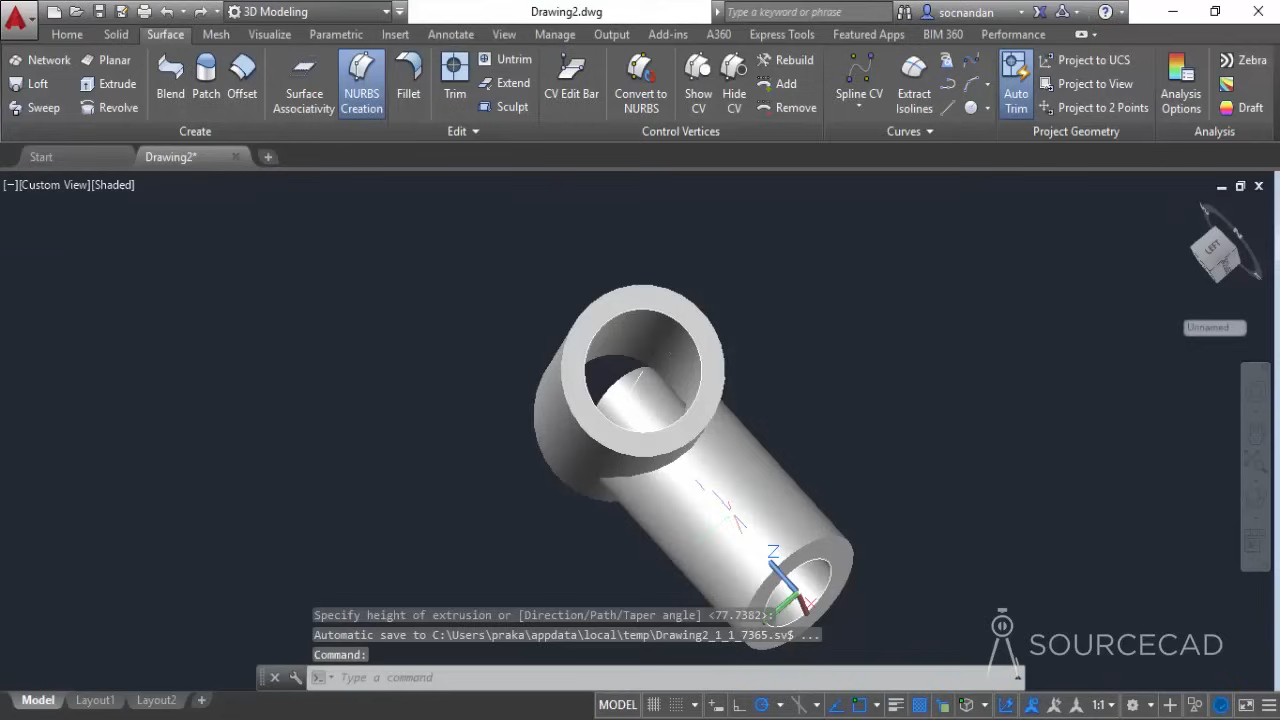 3D Modeling
Drawing2.dwg
Type a keyword or phrase
socnandan
Home Solid Surface Mesh Visualize Parametric Insert Annotate View Manage Output Add-ins A360 Express Tools Featured Apps BIM 360 Performance
Network Planar
Loft Extrude
Sweep Revolve
Blend Patch Offset
Surface Associativity
NURBS Creation
Fillet
Trim
Untrim
Extend
Sculpt
CV Edit Bar
Convert to NURBS
Show CV
Hide CV
Rebuild
Add
Remove
Spline CV
Extract Isolines
Auto Trim
Project to UCS
Project to View
Project to 2 Points
Analysis Options
Zebra
Draft
Create Edit Control Vertices Curves Project Geometry Analysis
Start Drawing2*
[−][Custom View][Shaded]
LEFT
Unnamed
Z
Specify height of extrusion or [Direction/Path/Taper angle] <77.7382>:
Automatic save to C:\Users\praka\appdata\local\temp\Drawing2_1_1_7365.sv$ ...
Command:
Type a command
SOURCECAD
Model Layout1 Layout2
MODEL
1:1